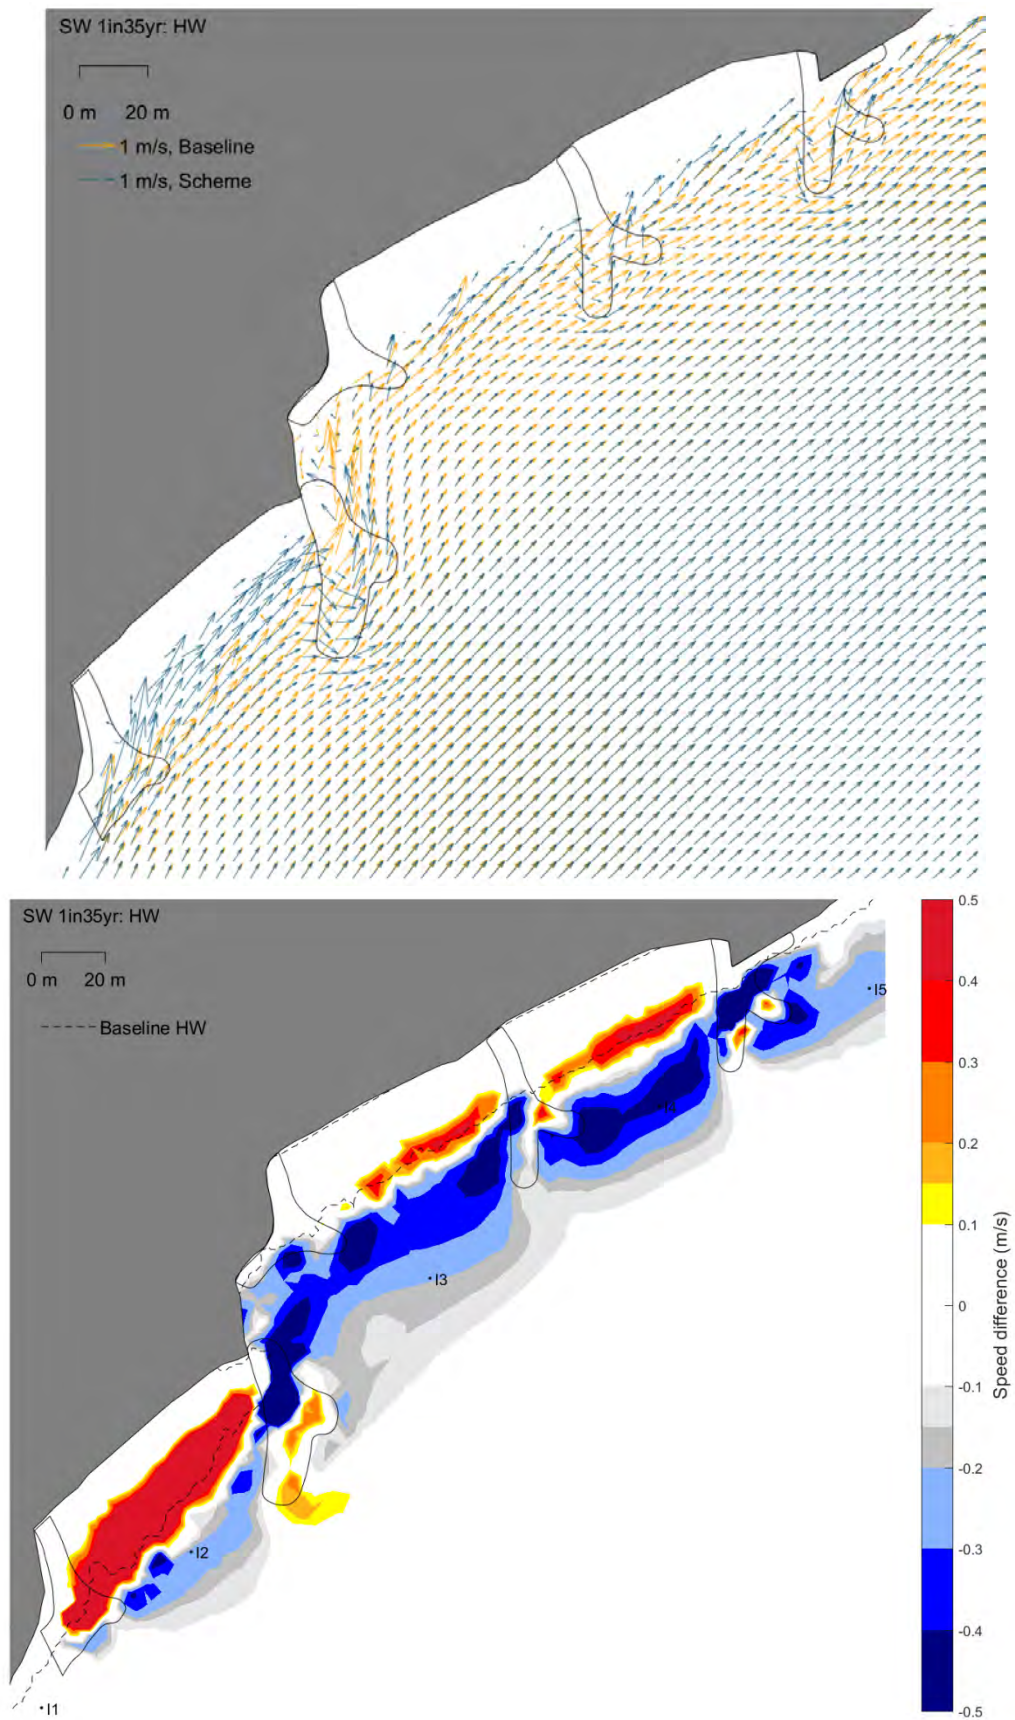 SW 1in35yr: HW
0 m 20 m
1 m/s, Baseline
1 m/s, Scheme
SW 1in35yr: HW
0 m 20 m
Baseline HW
I5
I4
I3
I2
I1
0.5
0.4
0.3
0.2
0.1
0
-0.1
-0.2
-0.3
-0.4
-0.5
Speed difference (m/s)